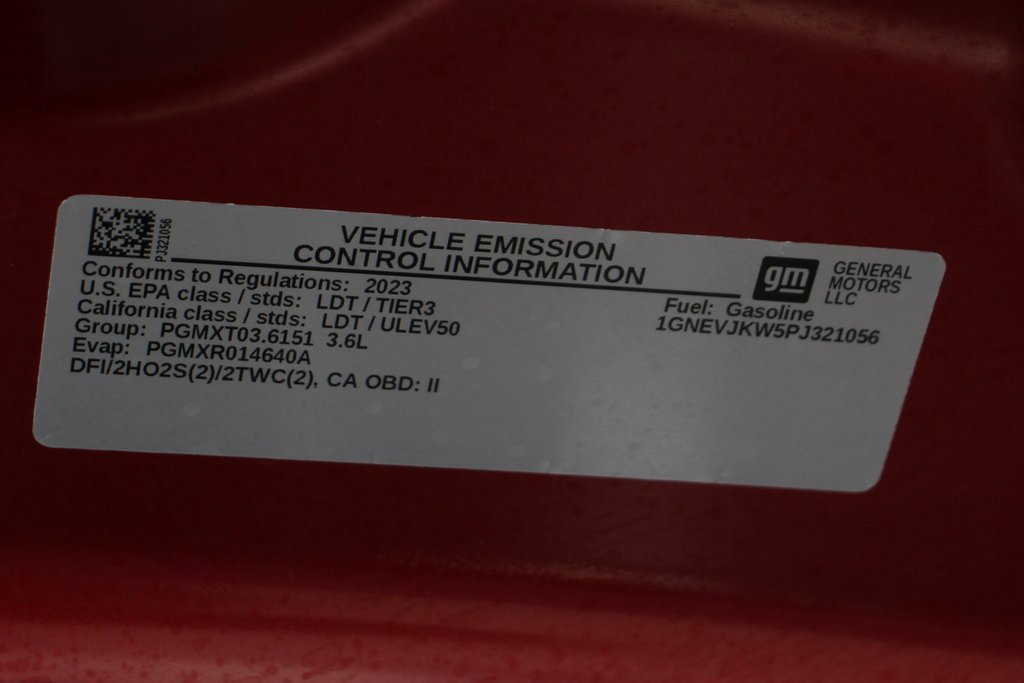 PJ321056
VEHICLE EMISSION
CONTROL INFORMATION
gm
GENERAL
MOTORS
LLC
Conforms to Regulations: 2023
U.S. EPA class / stds: LDT / TIER3
California class / stds: LDT / ULEV50
Group: PGMXT03.6151 3.6L
Evap: PGMXR014640A
DFI/2HO2S(2)/2TWC(2), CA OBD: II
Fuel: Gasoline
1GNEVJKW5PJ321056